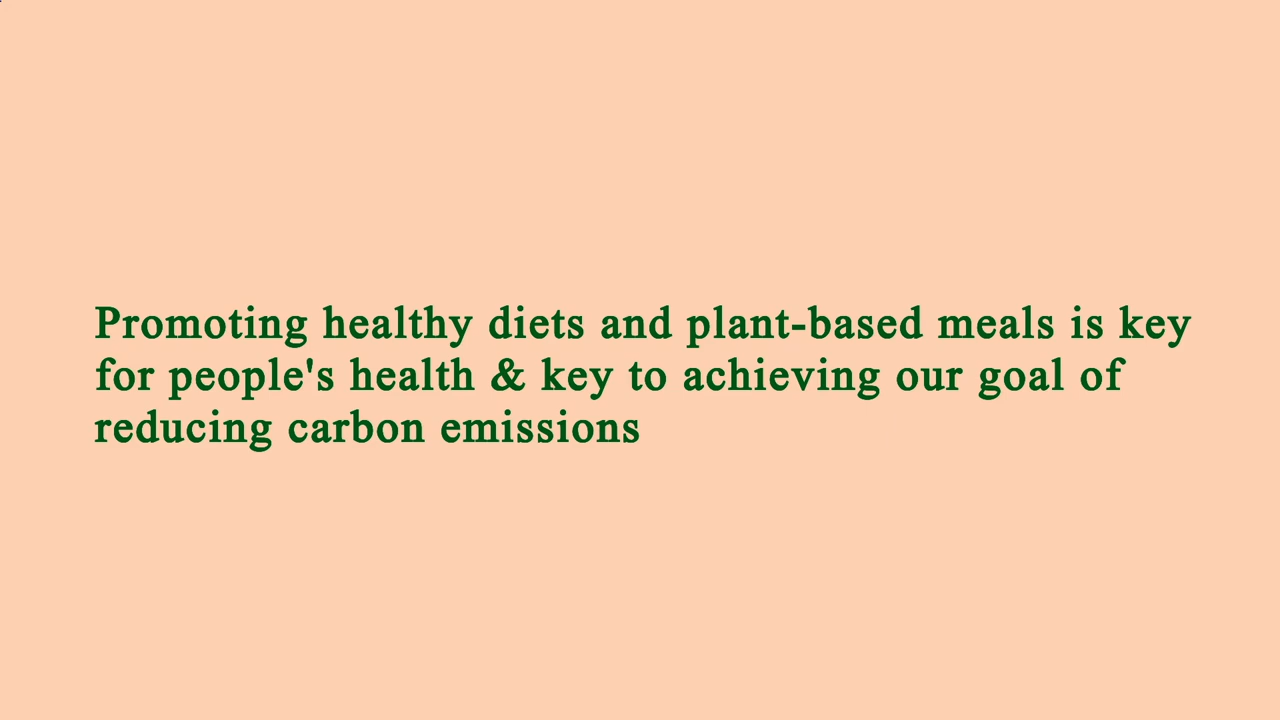 Promoting healthy diets and plant-based meals is key
for people's health & key to achieving our goal of
reducing carbon emissions